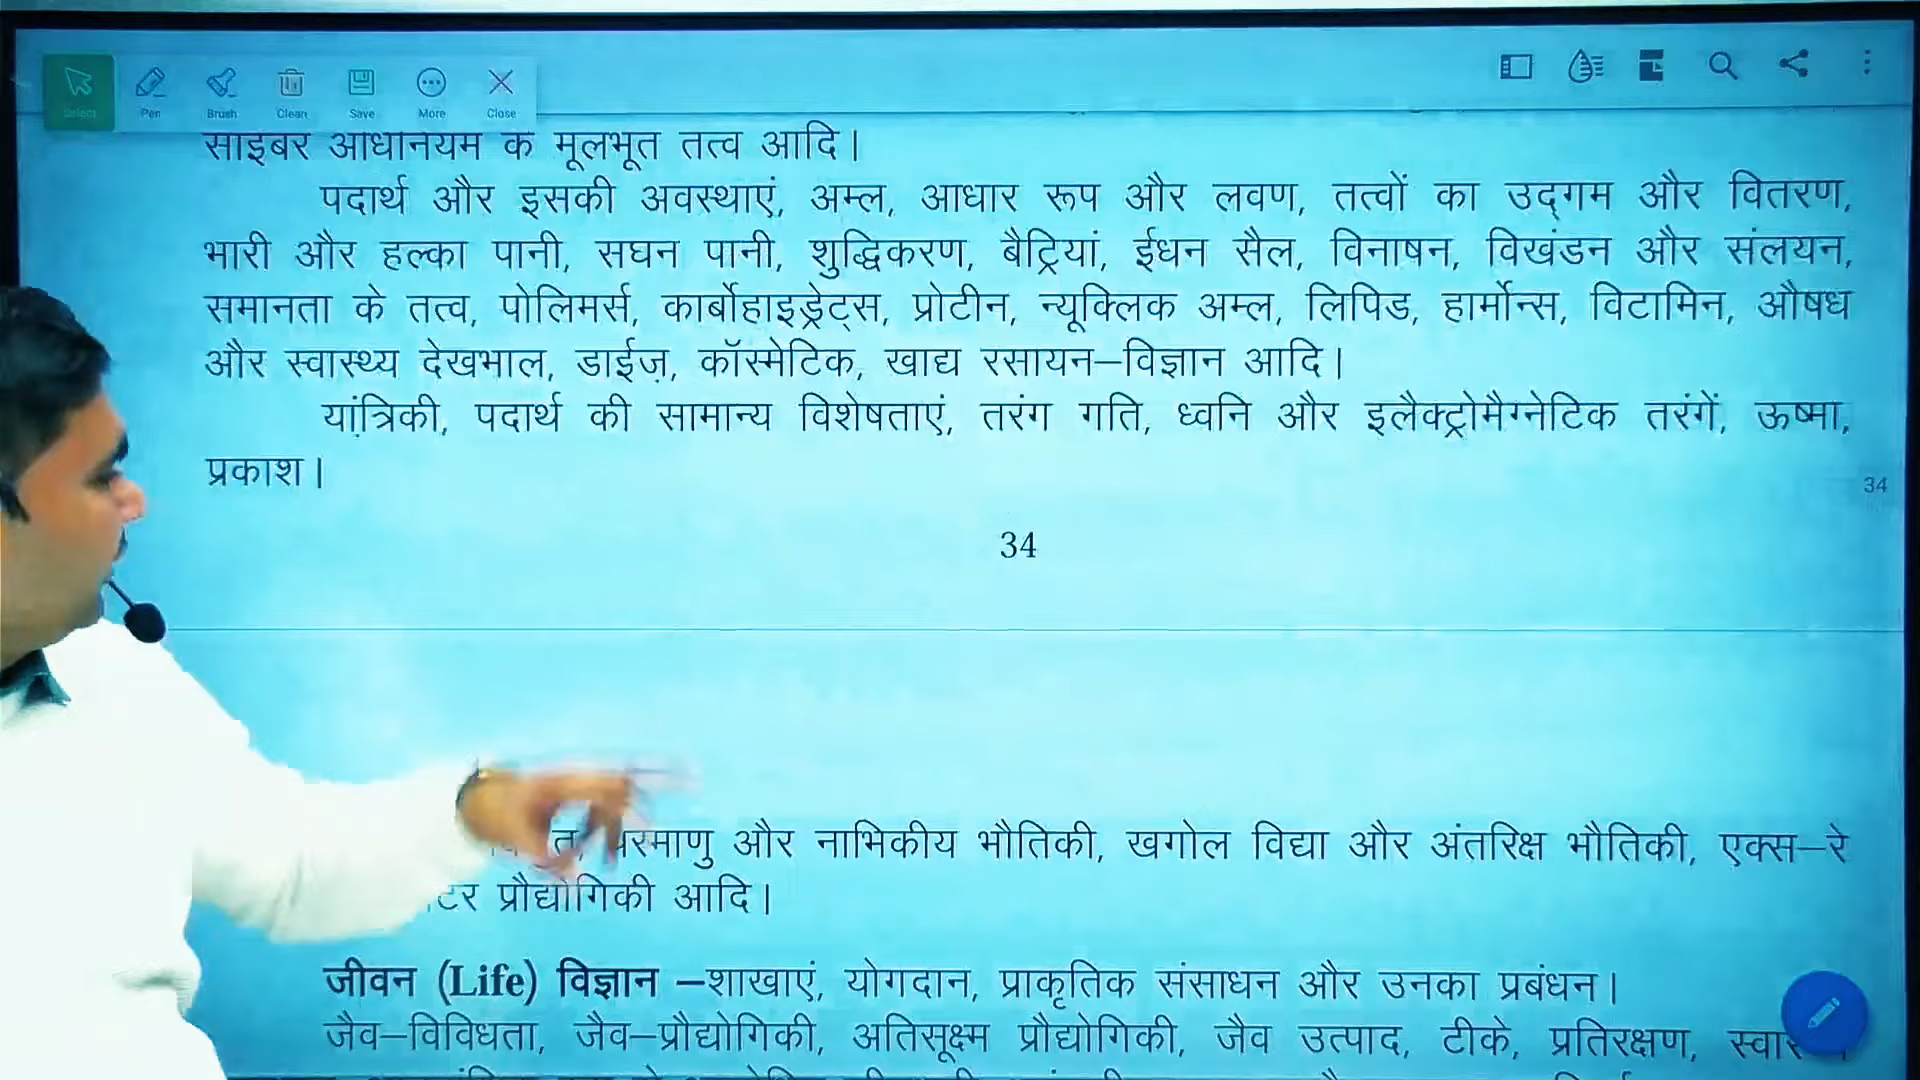 Select Pen Brush Clean Save More Close
साइबर आधानयम क मूलभूत तत्व आदि।
पदार्थ और इसकी अवस्थाएं, अम्ल, आधार रूप और लवण, तत्वों का उद्गम और वितरण,
भारी और हल्का पानी, सघन पानी, शुद्धिकरण, बैट्रियां, ईधन सैल, विनाषन, विखंडन और संलयन,
समानता के तत्व, पोलिमर्स, कार्बोहाइड्रेट्स, प्रोटीन, न्यूक्लिक अम्ल, लिपिड, हार्मोन्स, विटामिन, औषध
और स्वास्थ्य देखभाल, डाईज़, कॉस्मेटिक, खाद्य रसायन–विज्ञान आदि।
यांत्रिकी, पदार्थ की सामान्य विशेषताएं, तरंग गति, ध्वनि और इलैक्ट्रोमैग्नेटिक तरंगें, ऊष्मा,
प्रकाश।
34
34
परमाणु और नाभिकीय भौतिकी, खगोल विद्या और अंतरिक्ष भौतिकी, एक्स–रे
प्रौद्योगिकी आदि।
जीवन (Life) विज्ञान –शाखाएं, योगदान, प्राकृतिक संसाधन और उनका प्रबंधन।
जैव–विविधता, जैव–प्रौद्योगिकी, अतिसूक्ष्म प्रौद्योगिकी, जैव उत्पाद, टीके, प्रतिरक्षण,